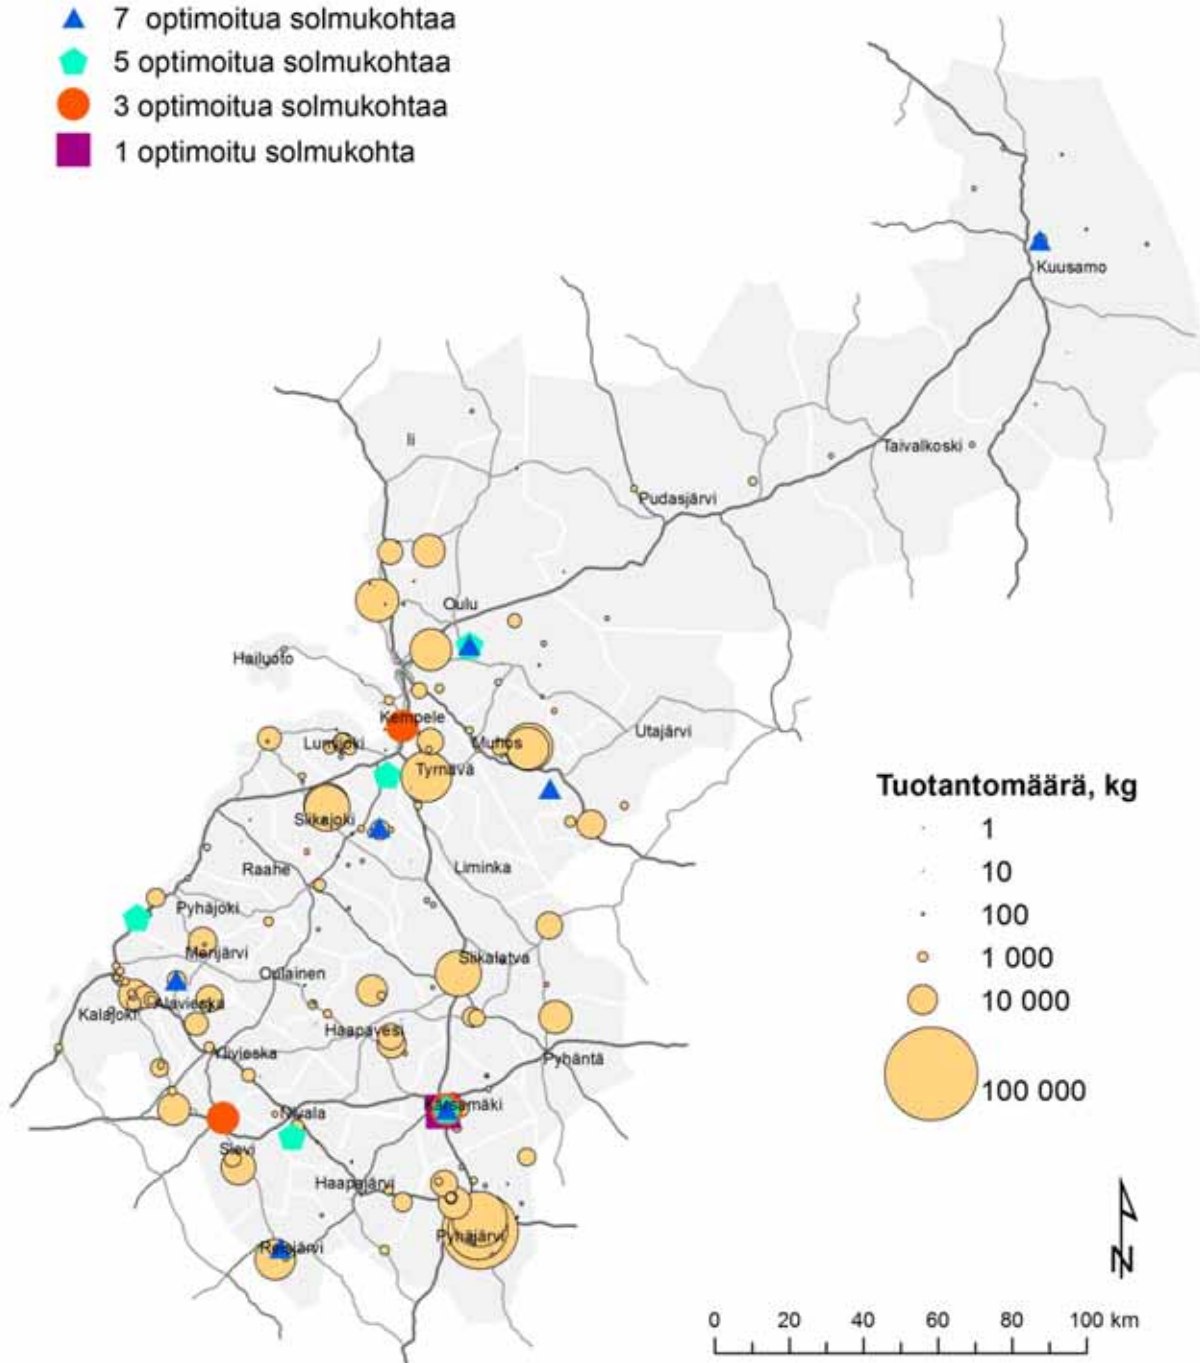 7 optimoitua solmukohtaa
5 optimoitua solmukohtaa
3 optimoitua solmukohtaa
1 optimoitu solmukohta
Kuusamo
Ii
Taivalkoski
Pudasjärvi
Oulu
Hailuoto
Kempele
Utajärvi
Lumijoki
Muhos
Tyrnävä
Tuotantomäärä, kg
Siikajoki
1
Raahe
Liminka
10
Pyhäjoki
100
Merijärvi
Siikalatva
1 000
Oulainen
Kalajoki
Alavieska
10 000
Haapavesi
Ylivieska
Pyhäntä
100 000
Kärsämäki
Nivala
Sievi
Haapajärvi
Pyhäjärvi
Reisjärvi
N
0 20 40 60 80 100 km